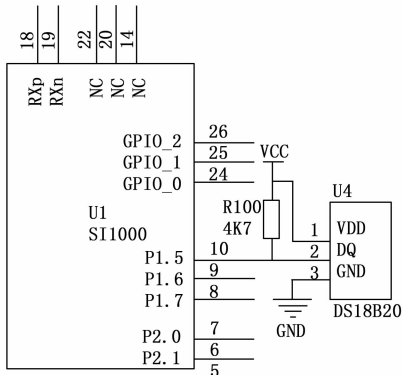 18 19 22 20 14
RXp RXn NC NC NC
GPIO_2 26
GPIO_1 25
GPIO_0 24
VCC
U1
SI1000
R100
4K7
U4
P1.5 10
P1.6 9
P1.7 8
1 VDD
2 DQ
3 GND
GND
DS18B20
P2.0 7
P2.1 6
5